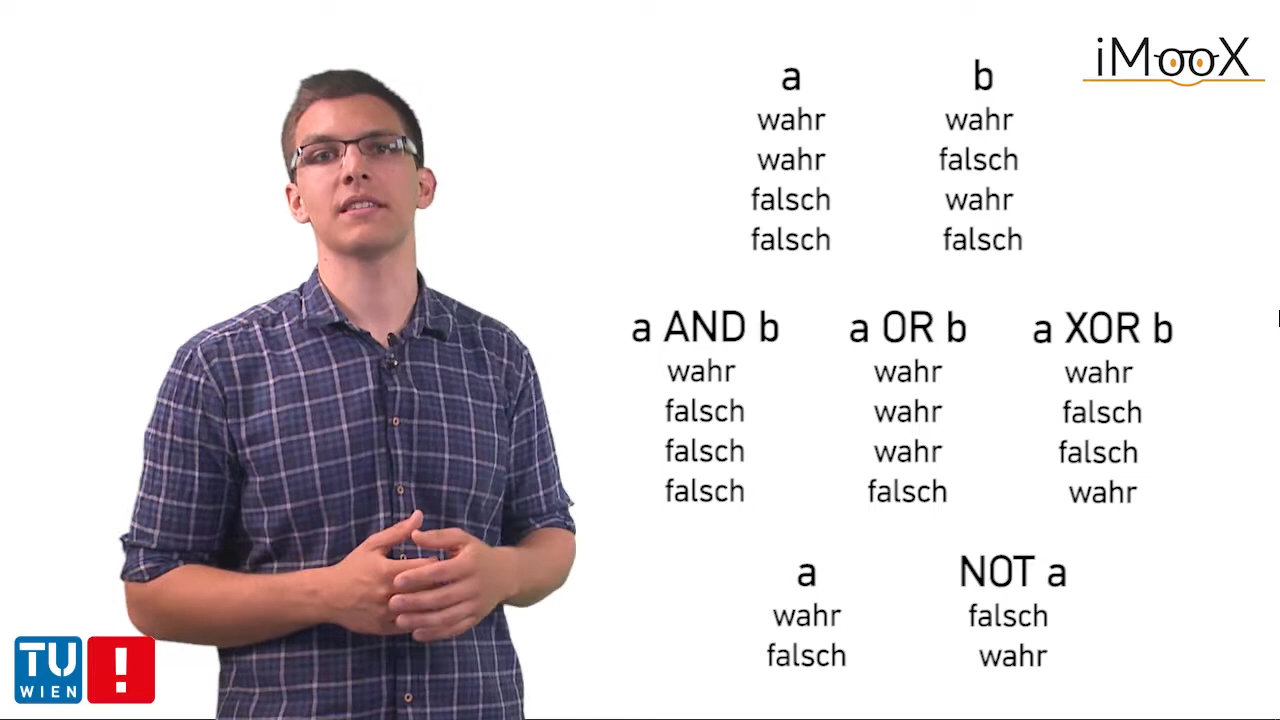 iMooX
a b
wahr wahr
wahr falsch
falsch wahr
falsch falsch
a AND b a OR b a XOR b
wahr wahr wahr
falsch wahr falsch
falsch wahr falsch
falsch falsch wahr
a NOT a
wahr falsch
falsch wahr
TU
WIEN
!